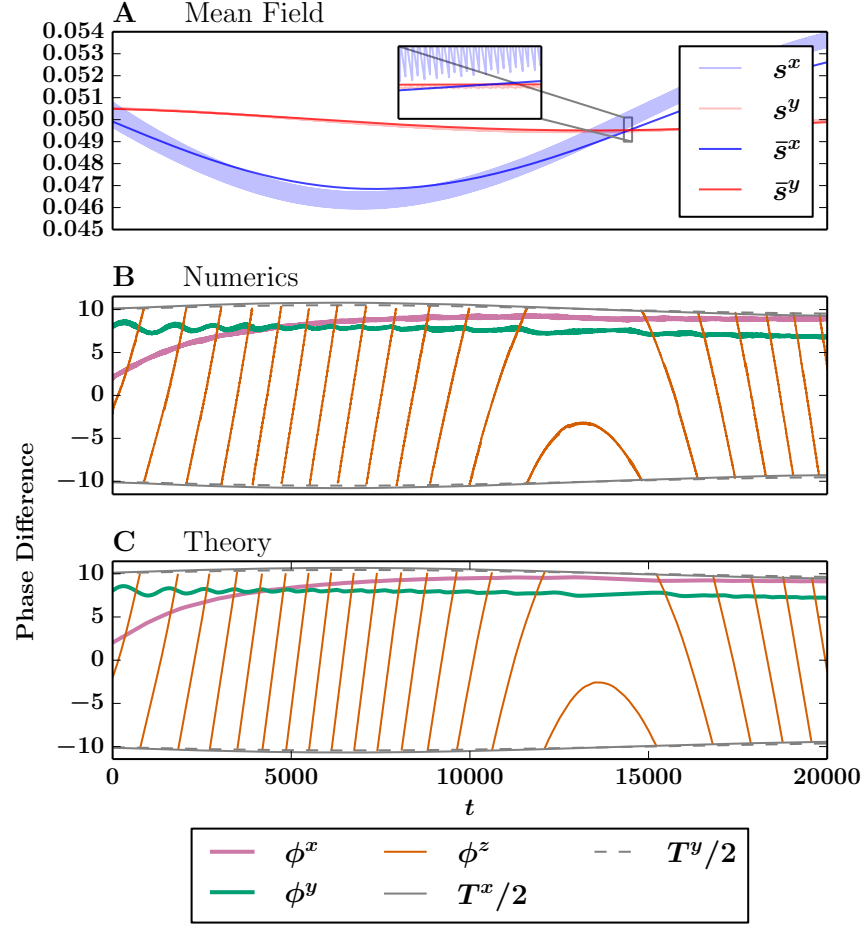 A Mean Field
0.054
0.053
0.052
0.051
0.050
0.049
0.048
0.047
0.046
0.045
s^x
s^y
s̄^x
s̄^y
B Numerics
10
5
0
−5
−10
Phase Difference
C Theory
10
5
0
−5
−10
0 5000 10000 15000 20000
t
ϕ^x ϕ^z T^y/2
ϕ^y T^x/2